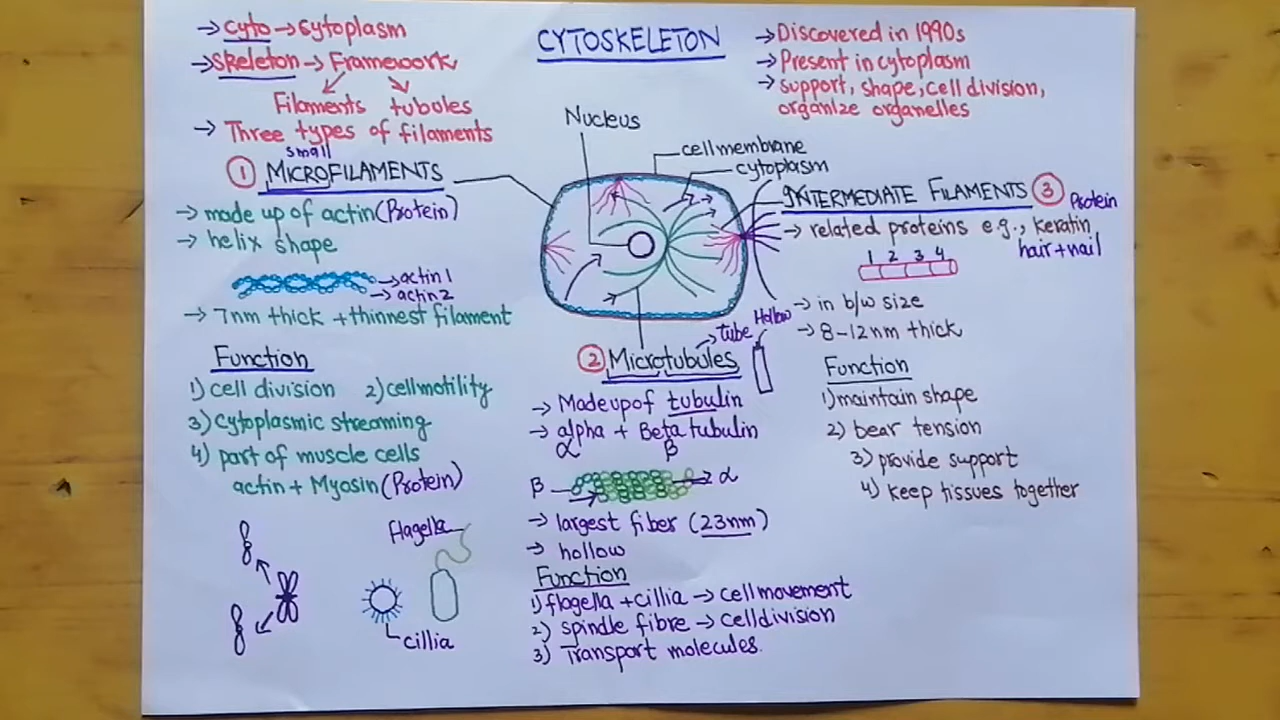 CYTOSKELETON
→ Cyto → Cytoplasm
→ Skeleton → Framework
Filaments tubules
→ Three types of filaments
→ Discovered in 1990s
→ Present in cytoplasm
→ support, shape, cell division,
organize organelles
Nucleus
cell membrane
cytoplasm
small
① MICROFILAMENTS
→ made up of actin (Protein)
→ helix shape
→ actin 1
→ actin 2
→ 7nm thick + thinnest filament
Function
1) cell division 2) cell motility
3) Cytoplasmic streaming
4) part of muscle cells
actin + Myosin (Protein)
flagella
cillia
② Microtubules
→ tube
Hollow
→ Made up of tubulin
→ alpha + Beta tubulin
α β
β α
→ largest fiber (23nm)
→ hollow
Function
1) flagella + cillia → cell movement
2) spindle fibre → cell division
3) Transport molecules.
INTERMEDIATE FILAMENTS ③
Protein
→ related proteins e.g., keratin
hair + nail
1 2 3 4
→ in b/w size
→ 8-12nm thick
Function
1) maintain shape
2) bear tension
3) provide support
4) keep tissues together